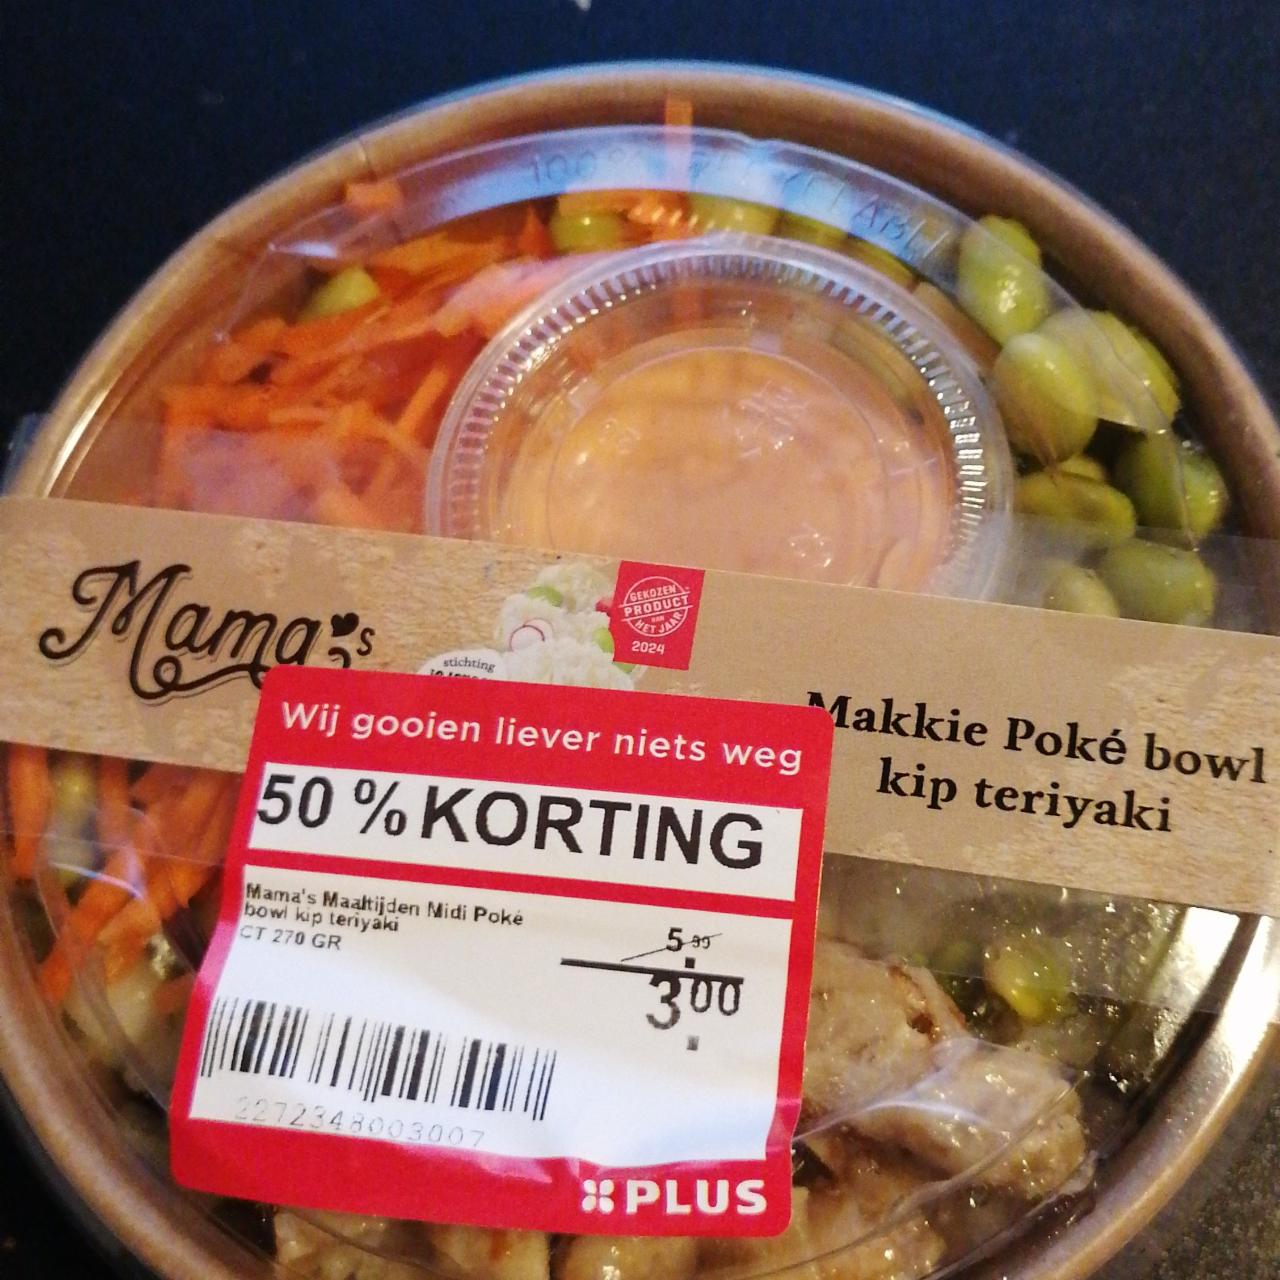 Mama's
stichting
GEKOZEN
PRODUCT
VAN
HET JAAR
2024
Makkie Poké bowl
kip teriyaki
Wij gooien liever niets weg
50 % KORTING
Mama's Maaltijden Midi Poké
bowl kip teriyaki
CT 270 GR
5.99
3.00
2272348003007
PLUS